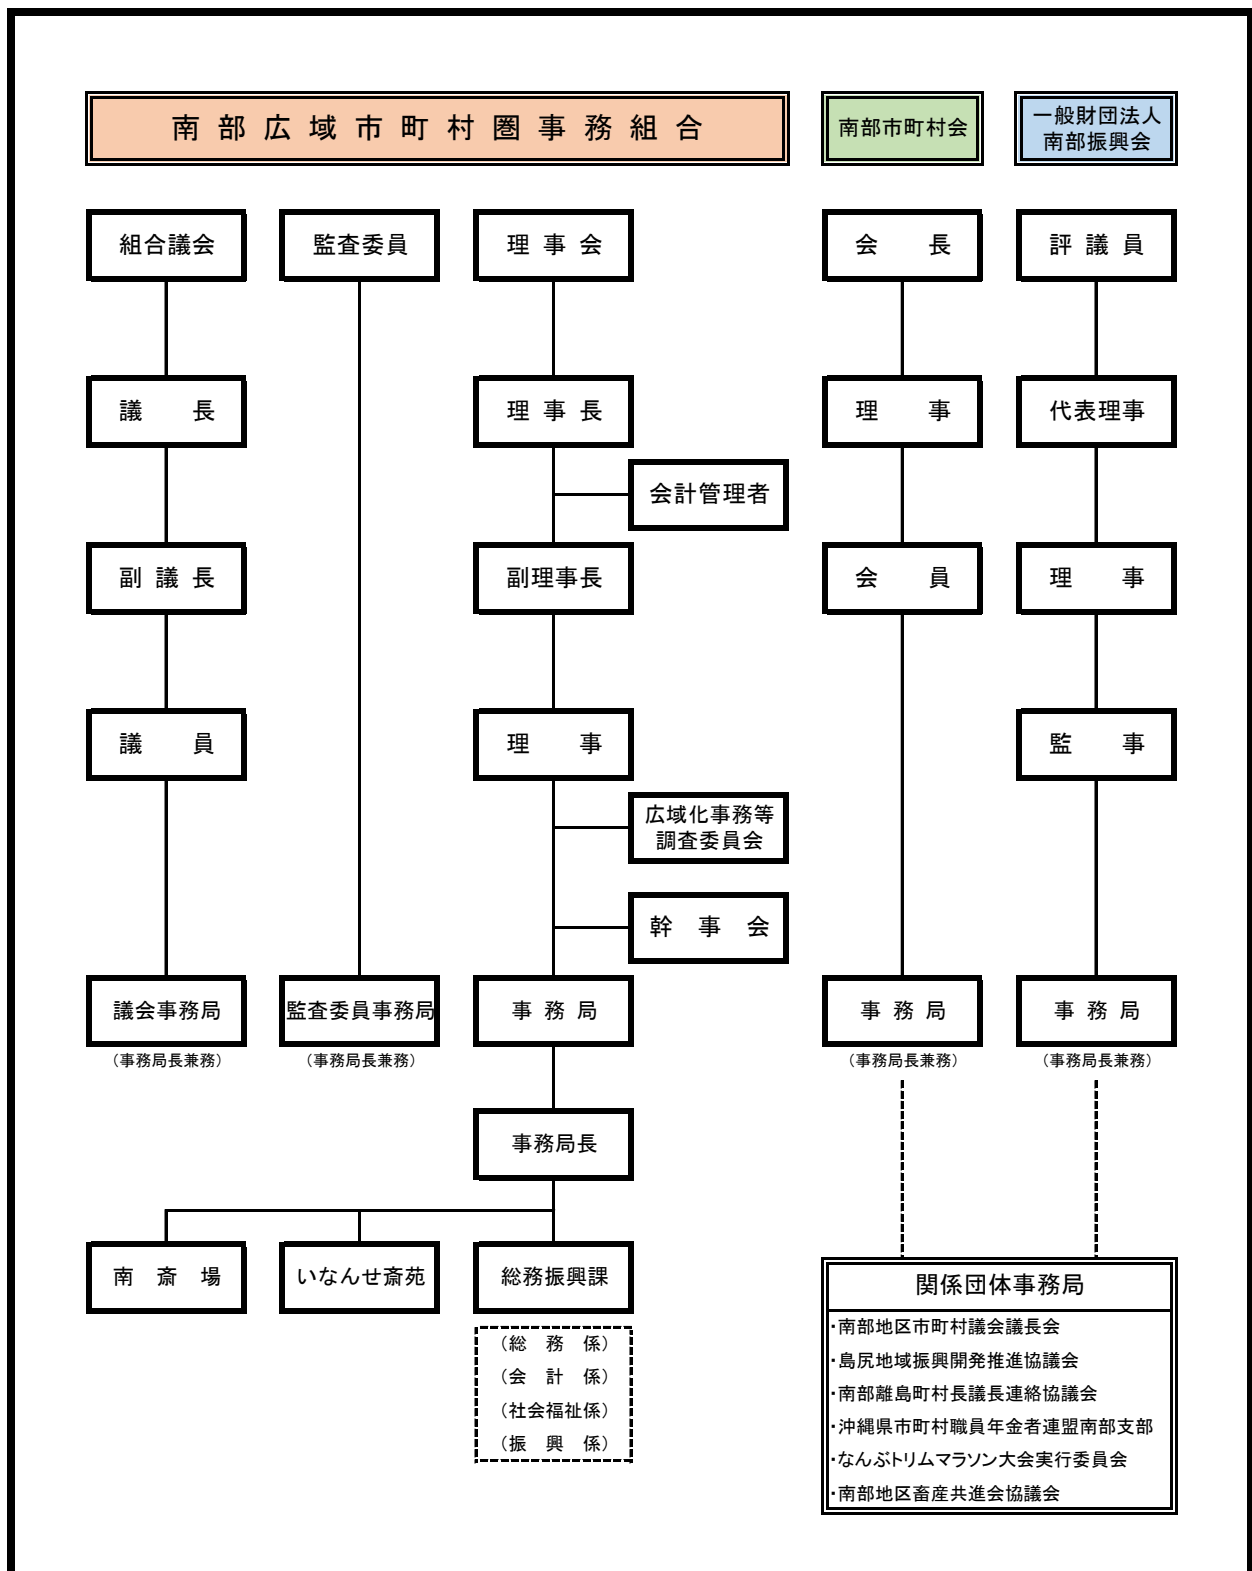 南部広域市町村圏事務組合
南部市町村会
一般財団法人
南部振興会
組合議会
監査委員
理事会
会長
評議員
議長
理事長
理事
代表理事
会計管理者
副議長
副理事長
会員
理事
議員
理事
監事
広域化事務等
調査委員会
幹事会
議会事務局
(事務局長兼務)
監査委員事務局
(事務局長兼務)
事務局
事務局
(事務局長兼務)
事務局
(事務局長兼務)
事務局長
南斎場
いなんせ斎苑
総務振興課
(総務係)
(会計係)
(社会福祉係)
(振興係)
関係団体事務局
・南部地区市町村議会議長会
・島尻地域振興開発推進協議会
・南部離島町村長議長連絡協議会
・沖縄県市町村職員年金者連盟南部支部
・なんぶトリムマラソン大会実行委員会
・南部地区畜産共進会協議会